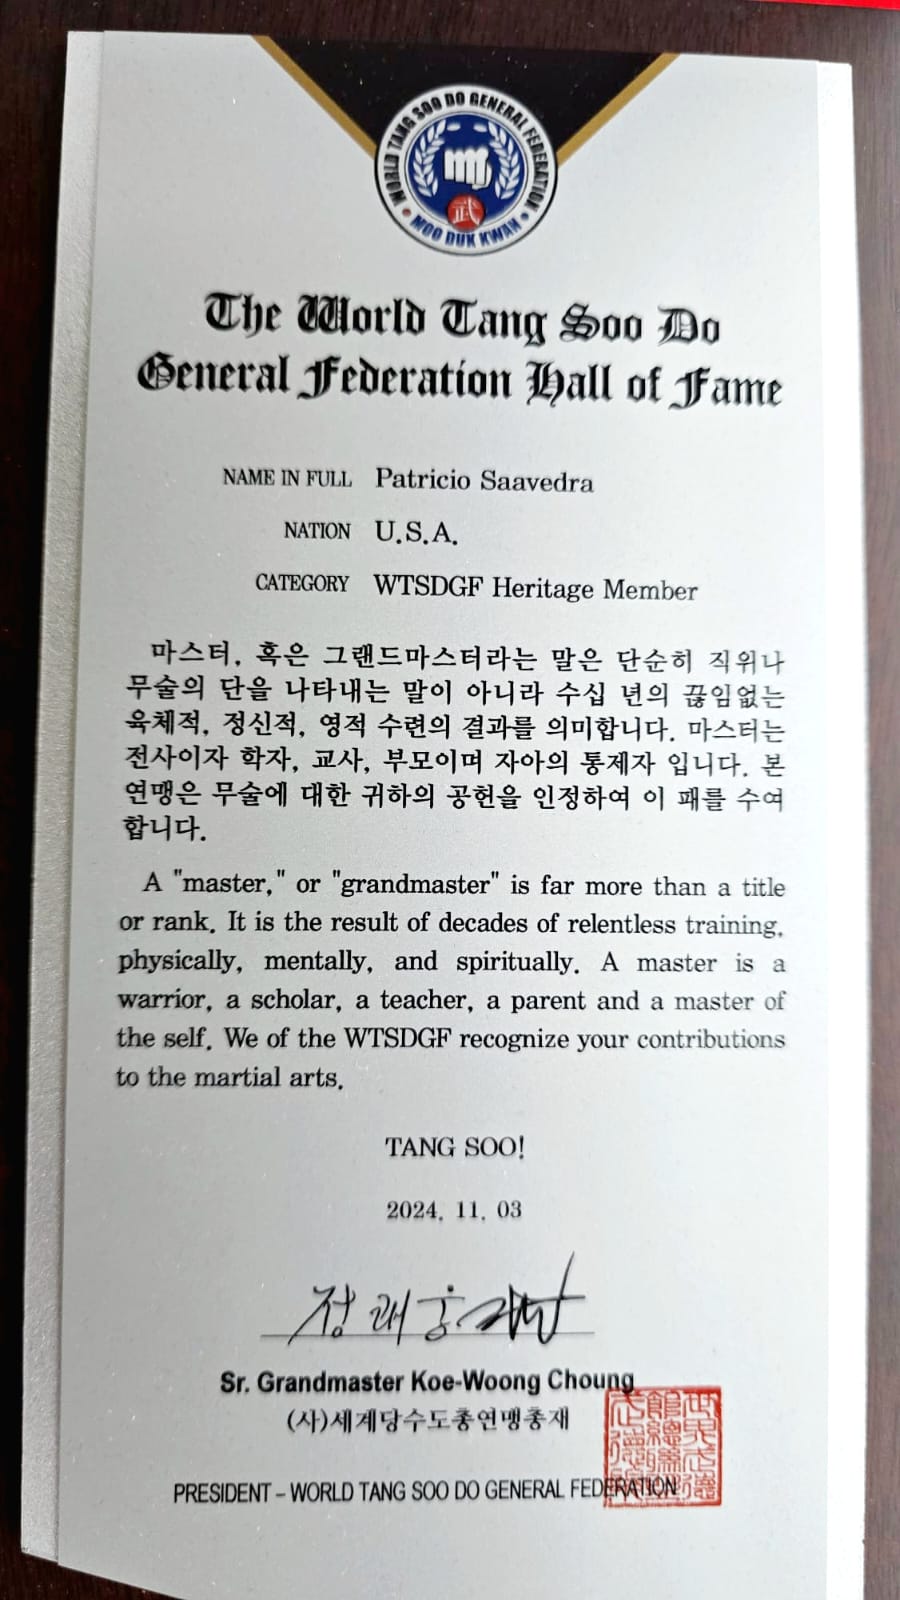 WORLD TANG SOO DO GENERAL FEDERATION
武
MOO DUK KWAN
The World Tang Soo Do
General Federation Hall of Fame
NAME IN FULL Patricio Saavedra
NATION U.S.A.
CATEGORY WTSDGF Heritage Member
마스터, 혹은 그랜드마스터라는 말은 단순히 직위나
무술의 단을 나타내는 말이 아니라 수십 년의 끊임없는
육체적, 정신적, 영적 수련의 결과를 의미합니다. 마스터는
전사이자 학자, 교사, 부모이며 자아의 통제자 입니다. 본
연맹은 무술에 대한 귀하의 공헌을 인정하여 이 패를 수여
합니다.
A "master," or "grandmaster" is far more than a title
or rank. It is the result of decades of relentless training,
physically, mentally, and spiritually. A master is a
warrior, a scholar, a teacher, a parent and a master of
the self. We of the WTSDGF recognize your contributions
to the martial arts.
TANG SOO!
2024. 11. 03
Sr. Grandmaster Koe-Woong Choung
(사)세계당수도총연맹총재
PRESIDENT – WORLD TANG SOO DO GENERAL FEDERATION